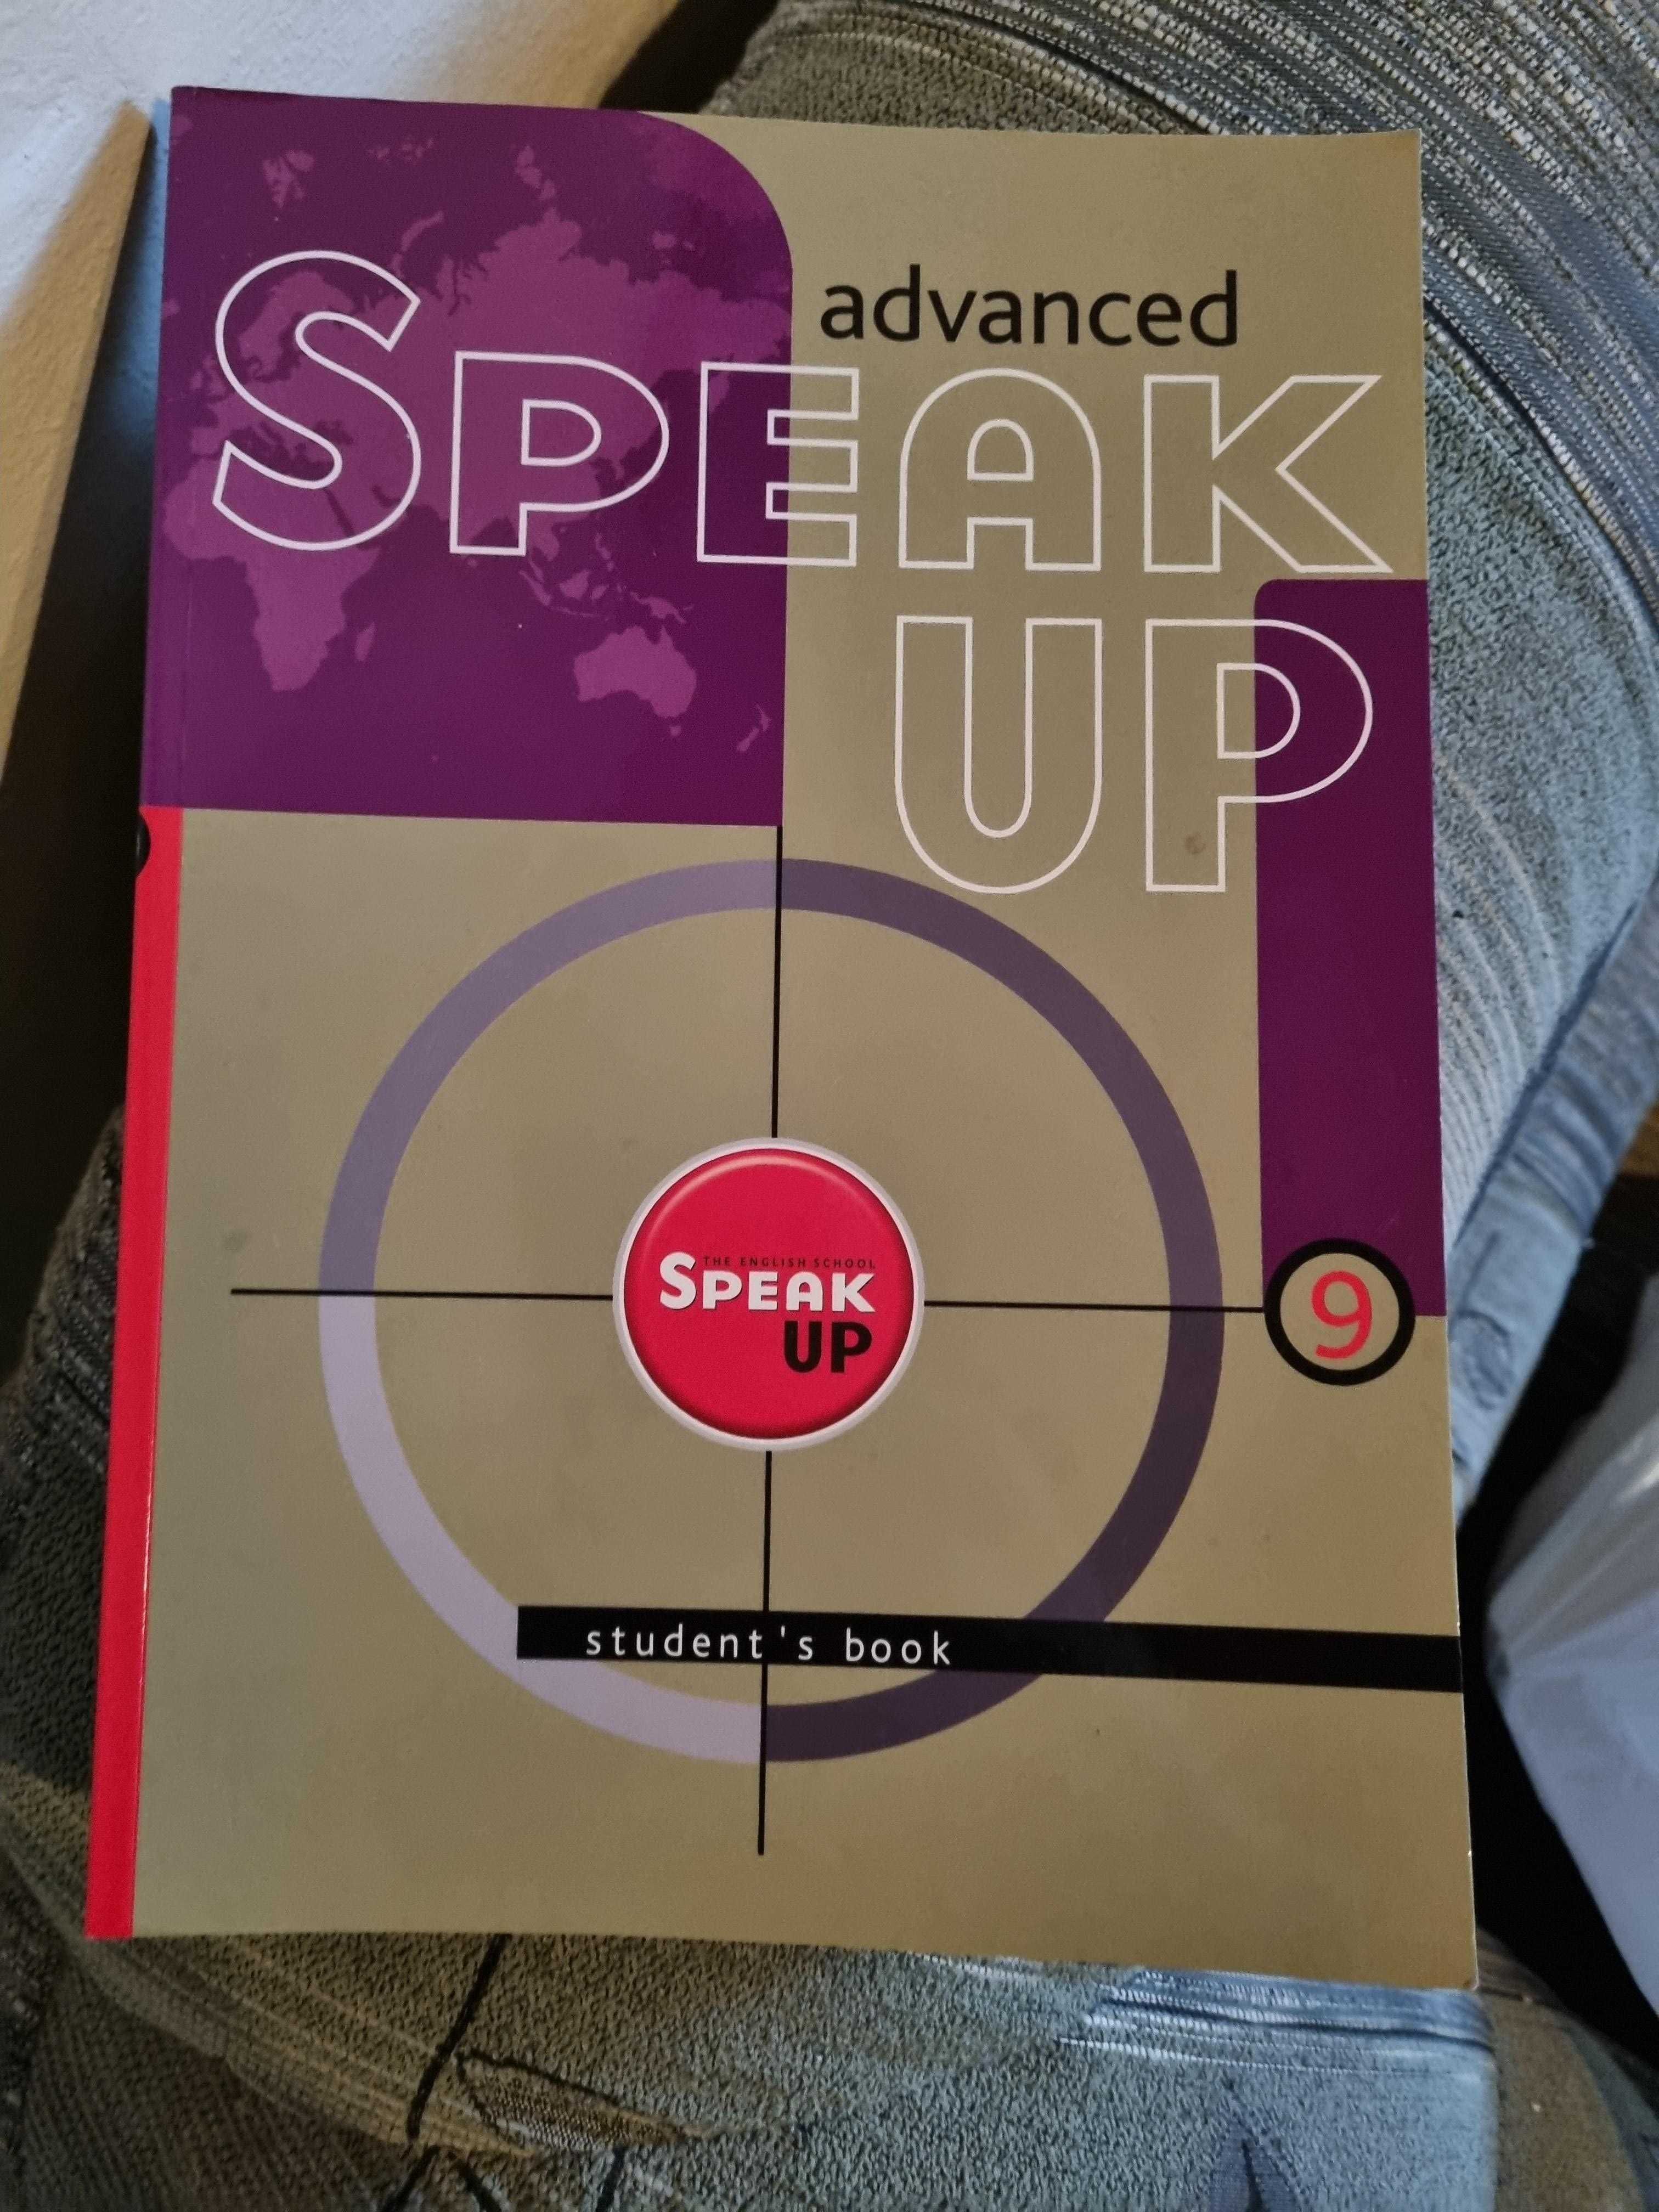 advanced
SPEAK
UP
THE ENGLISH SCHOOL
SPEAK
UP
9
student's book